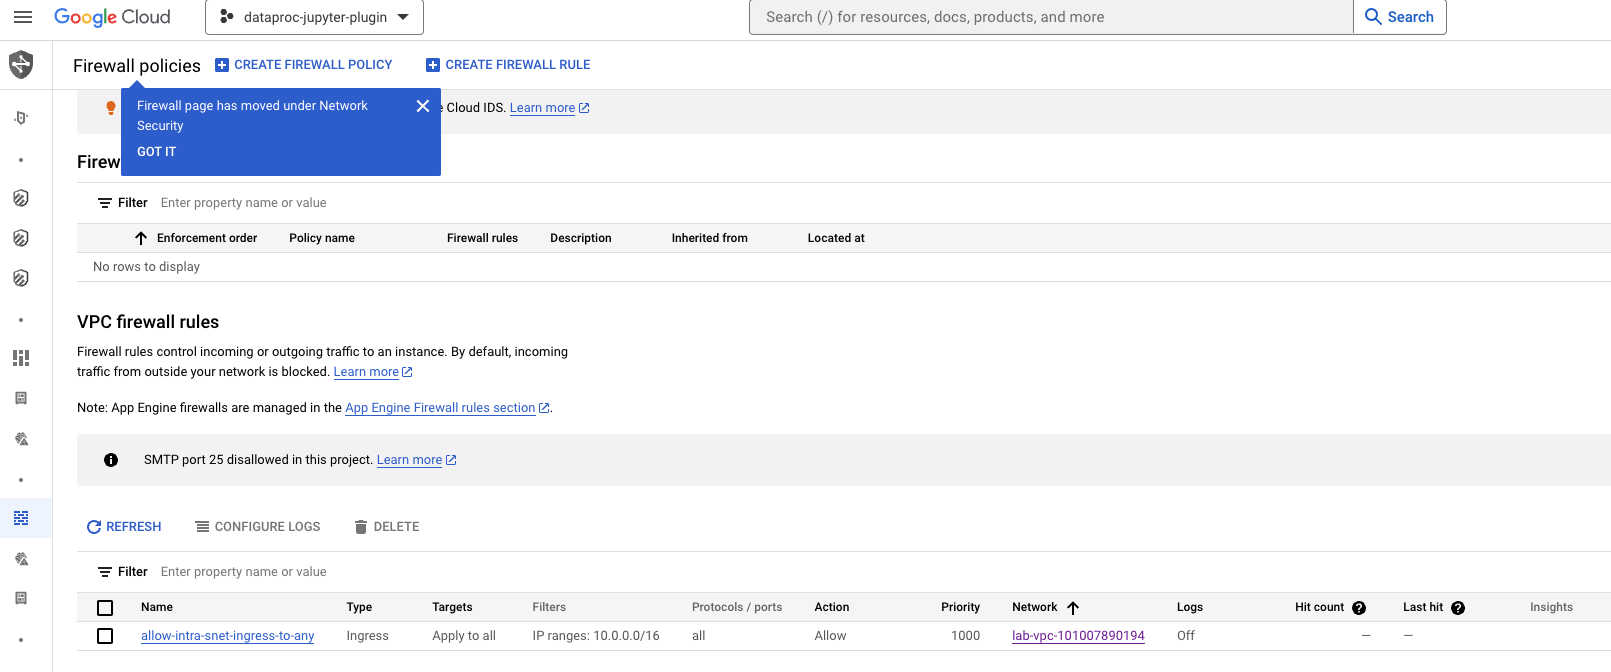 Google Cloud
dataproc-jupyter-plugin
Search (/) for resources, docs, products, and more
Search
Firewall policies
CREATE FIREWALL POLICY
CREATE FIREWALL RULE
Firewall page has moved under Network
Security
GOT IT
Cloud IDS. Learn more
Firew
Filter Enter property name or value
Enforcement order Policy name Firewall rules Description Inherited from Located at
No rows to display
VPC firewall rules
Firewall rules control incoming or outgoing traffic to an instance. By default, incoming
traffic from outside your network is blocked. Learn more
Note: App Engine firewalls are managed in the App Engine Firewall rules section.
SMTP port 25 disallowed in this project. Learn more
REFRESH CONFIGURE LOGS DELETE
Filter Enter property name or value
Name Type Targets Filters Protocols / ports Action Priority Network Logs Hit count Last hit Insights
allow-intra-snet-ingress-to-any Ingress Apply to all IP ranges: 10.0.0.0/16 all Allow 1000 lab-vpc-101007890194 Off — —